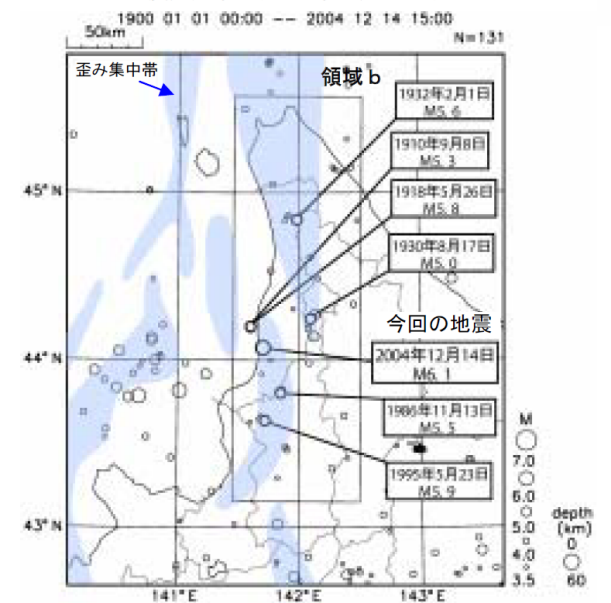 1900 01 01 00:00 -- 2004 12 14 15:00
50km
N=131
歪み集中帯
領域b
1932年2月1日
M5,6
1910年9月8日
M5,3
1918年5月26日
M5,8
1930年8月17日
M5,0
今回の地震
2004年12月14日
M6,1
1986年11月13日
M5,5
1995年5月23日
M5,9
45°N
44°N
43°N
141°E
142°E
143°E
M
7.0
6.0
5.0
4.0
3.5
depth
(km)
0
60